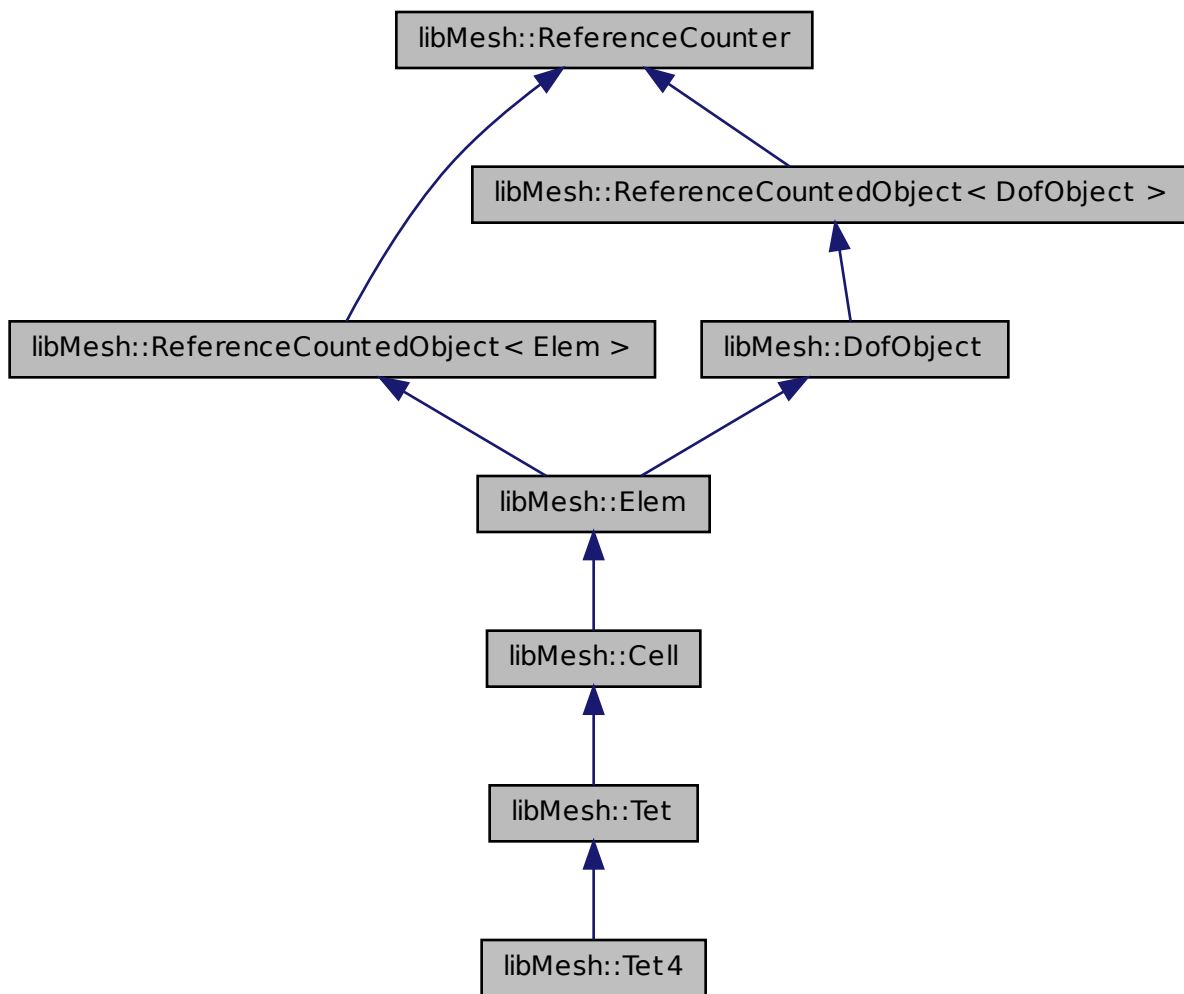 libMesh::ReferenceCounter
libMesh::ReferenceCountedObject< DofObject >
libMesh::ReferenceCountedObject< Elem >
libMesh::DofObject
libMesh::Elem
libMesh::Cell
libMesh::Tet
libMesh::Tet4